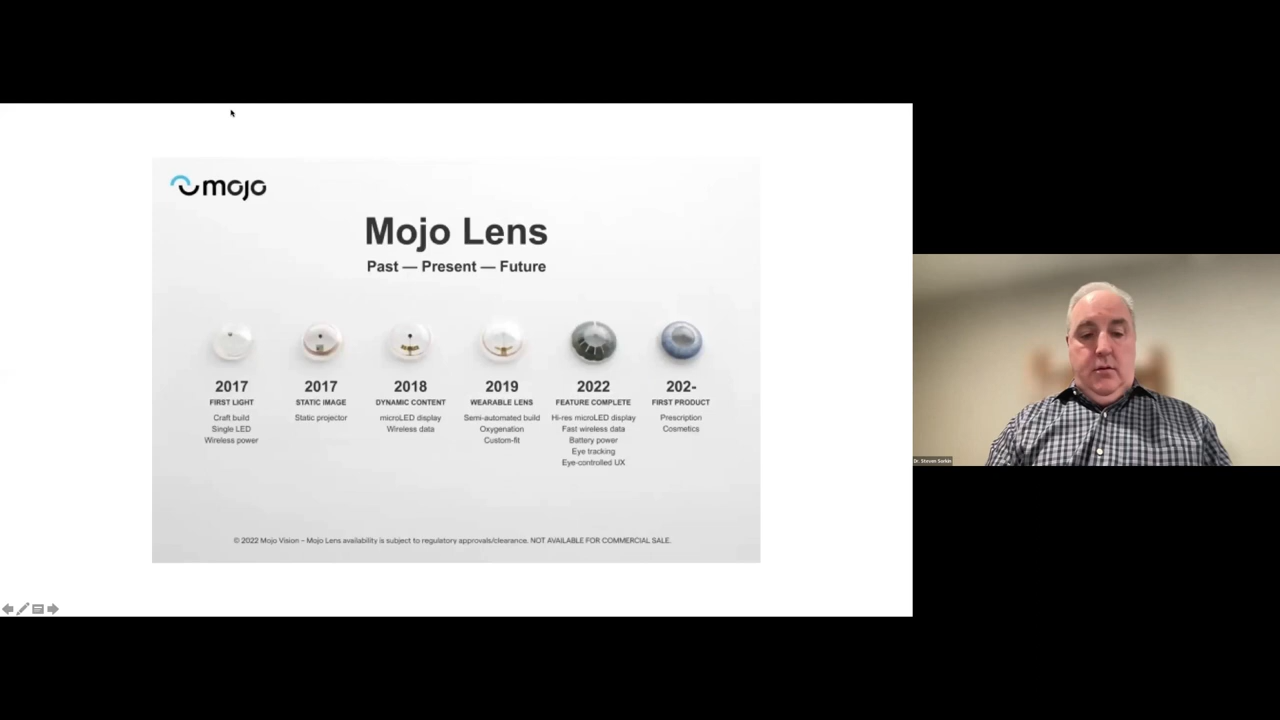 mojo
Mojo Lens
Past — Present — Future
2017
FIRST LIGHT
Craft build
Single LED
Wireless power
2017
STATIC IMAGE
Static projector
2018
DYNAMIC CONTENT
microLED display
Wireless data
2019
WEARABLE LENS
Semi-automated build
Oxygenation
Custom-fit
2022
FEATURE COMPLETE
Hi-res microLED display
Fast wireless data
Battery power
Eye tracking
Eye-controlled UX
202-
FIRST PRODUCT
Prescription
Cosmetics
© 2022 Mojo Vision – Mojo Lens availability is subject to regulatory approvals/clearance. NOT AVAILABLE FOR COMMERCIAL SALE.
Dr. Steven Sorkin